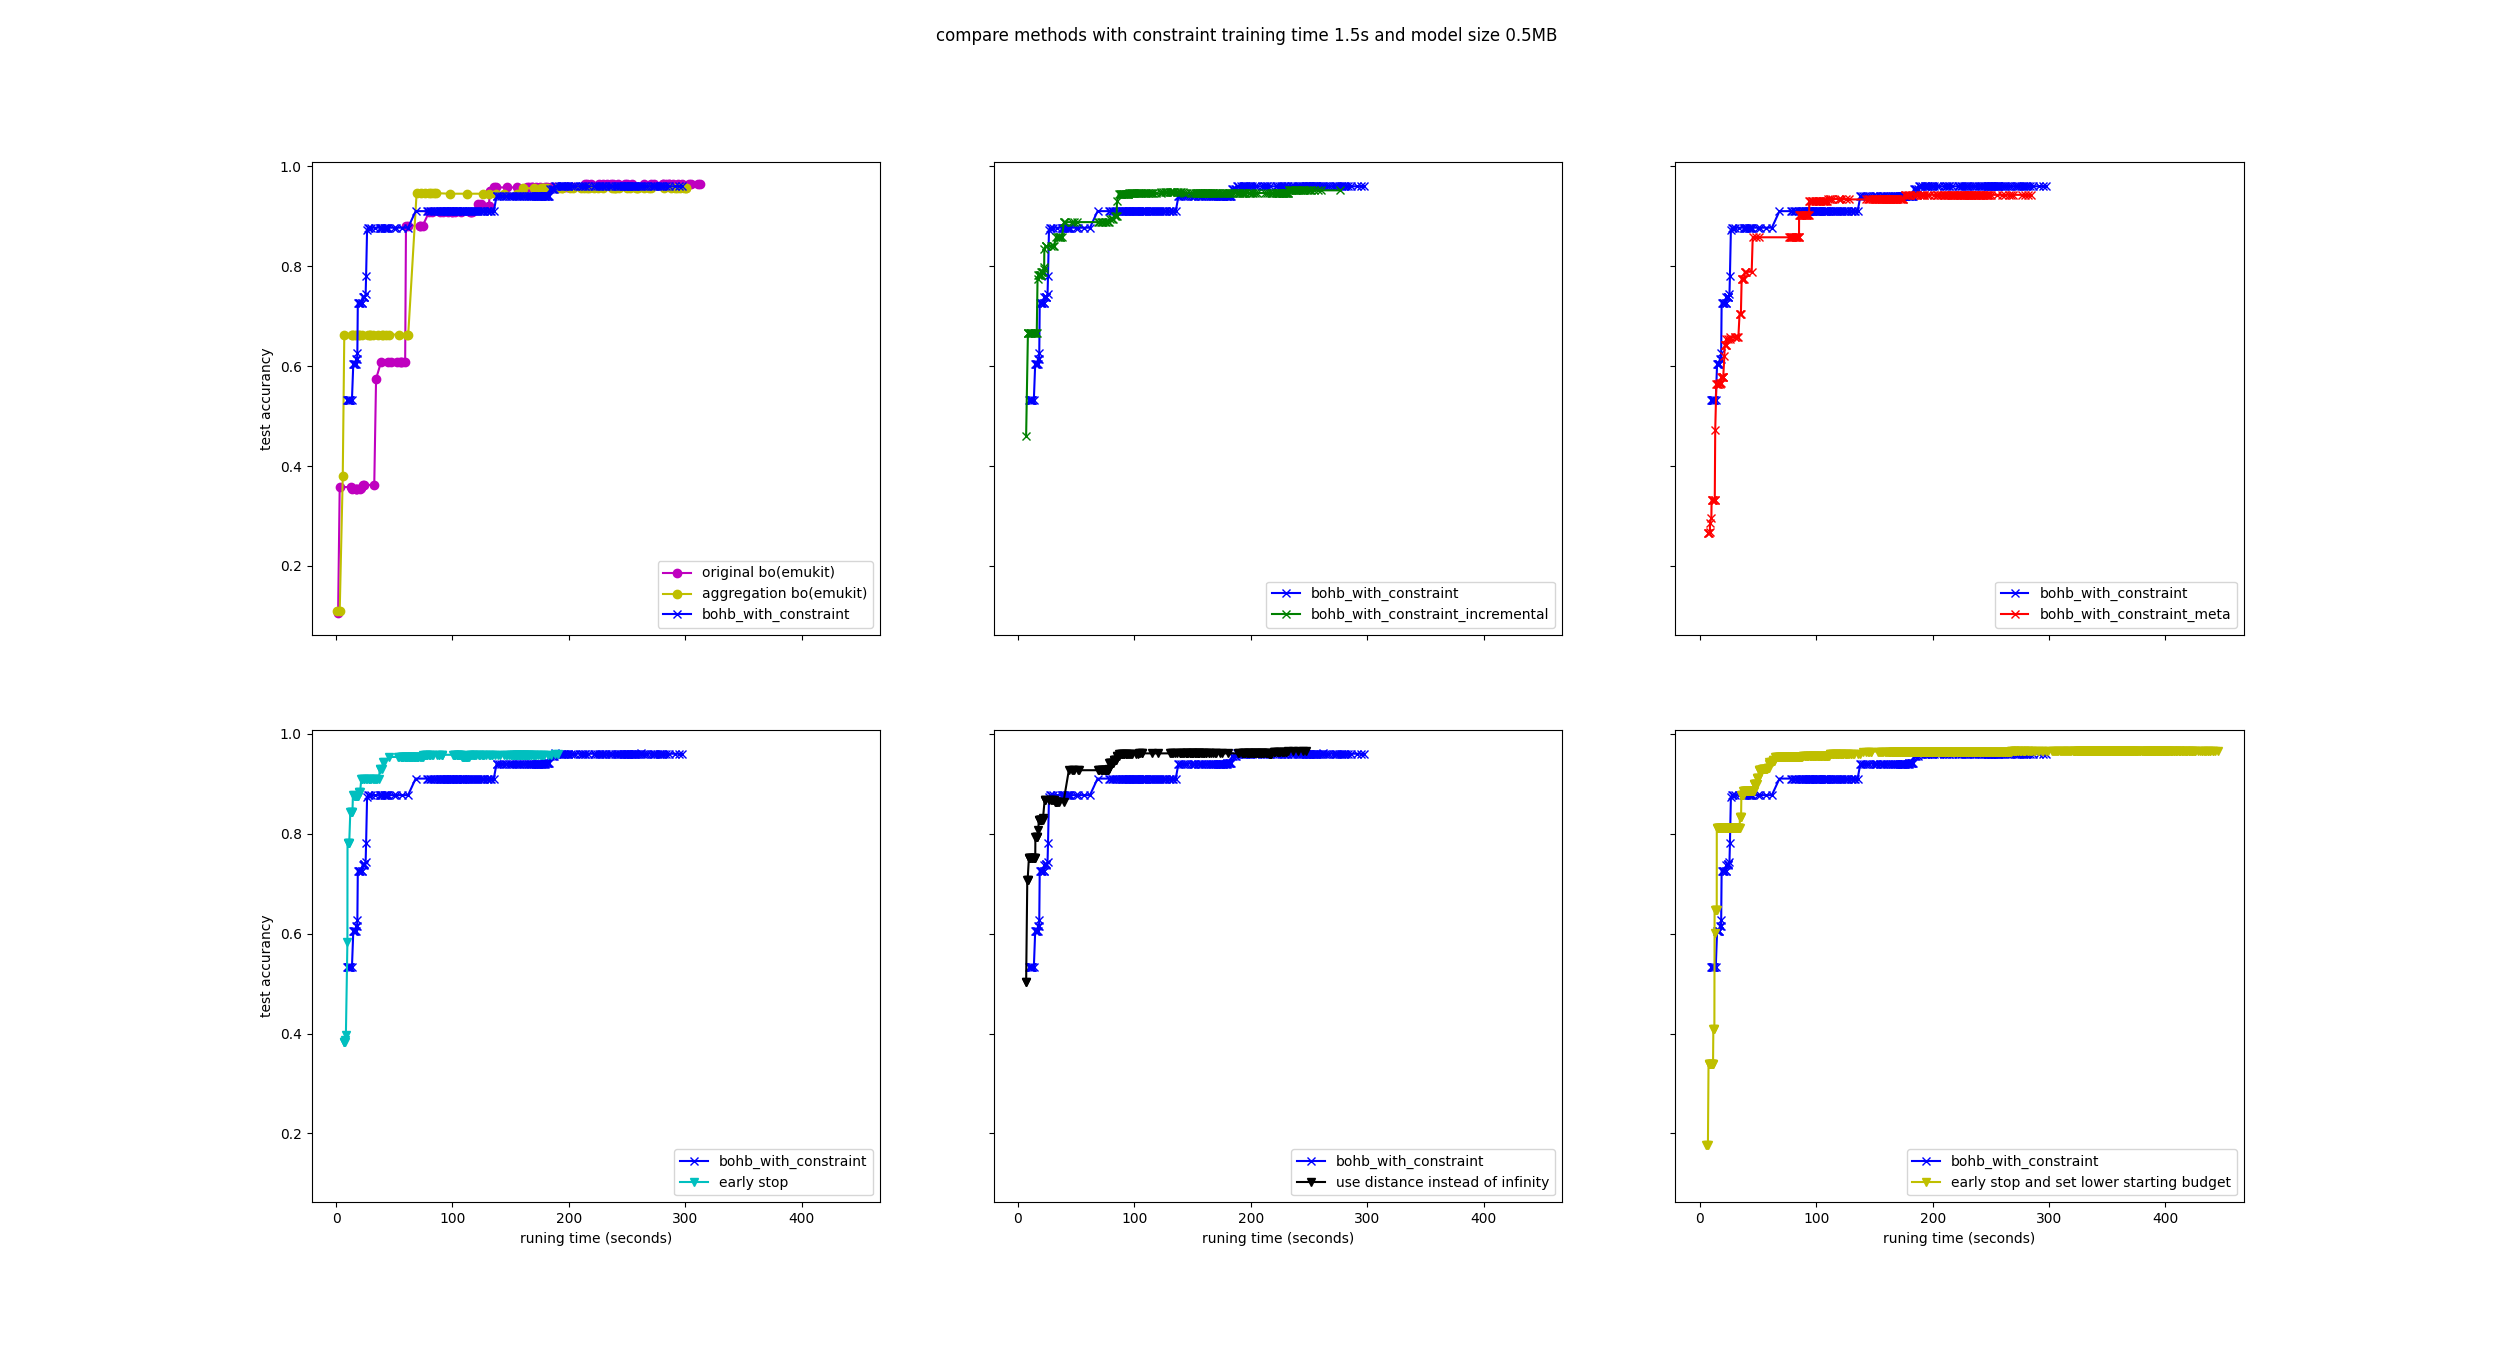 compare methods with constraint training time 1.5s and model size 0.5MB
1.0
0.8
0.6
0.4
0.2
test accurancy
original bo(emukit)
aggregation bo(emukit)
bohb_with_constraint
bohb_with_constraint
bohb_with_constraint_incremental
bohb_with_constraint
bohb_with_constraint_meta
1.0
0.8
0.6
0.4
0.2
test accurancy
bohb_with_constraint
early stop
0 100 200 300 400
runing time (seconds)
bohb_with_constraint
use distance instead of infinity
0 100 200 300 400
runing time (seconds)
bohb_with_constraint
early stop and set lower starting budget
0 100 200 300 400
runing time (seconds)